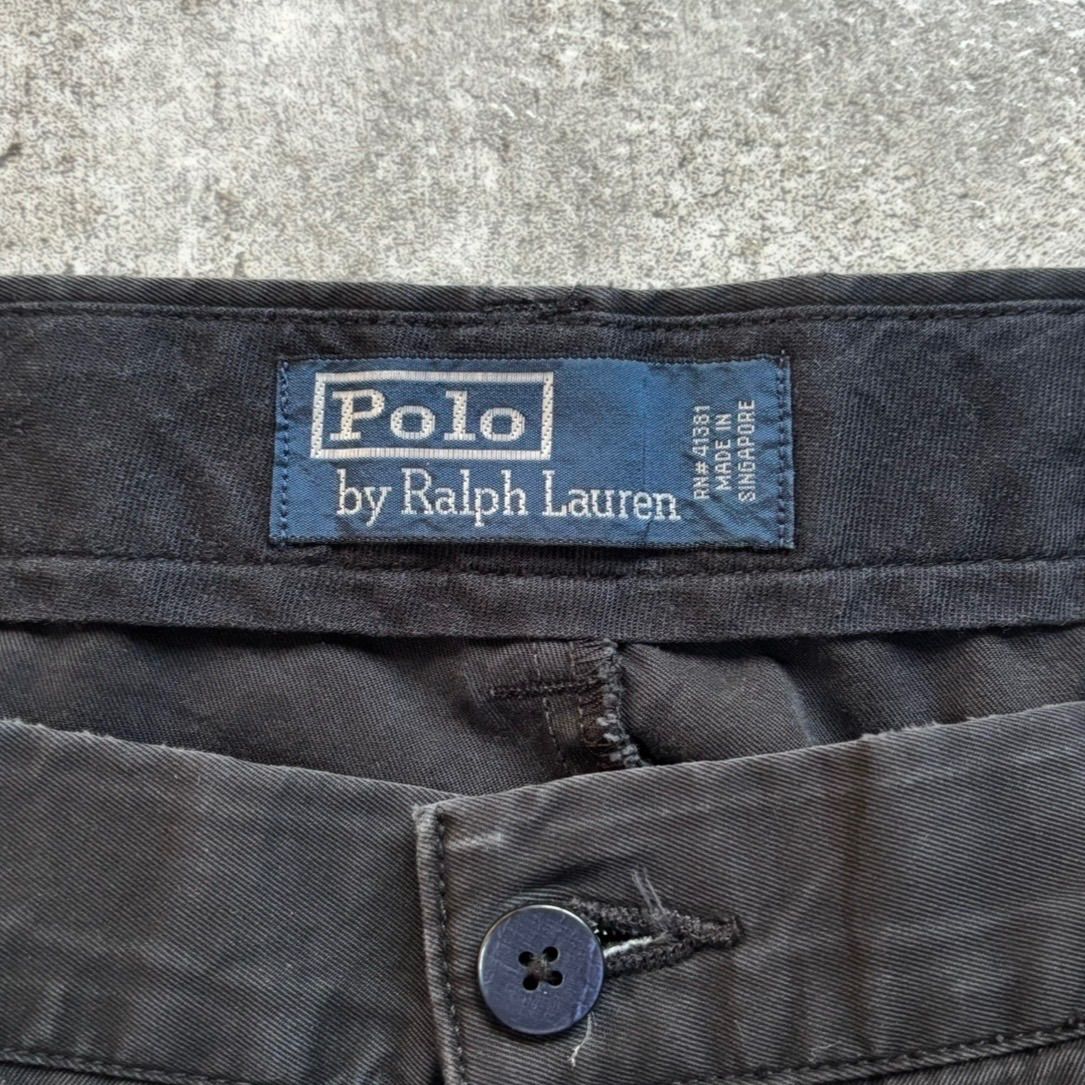 Polo
by Ralph Lauren
RN# 41381
MADE IN
SINGAPORE